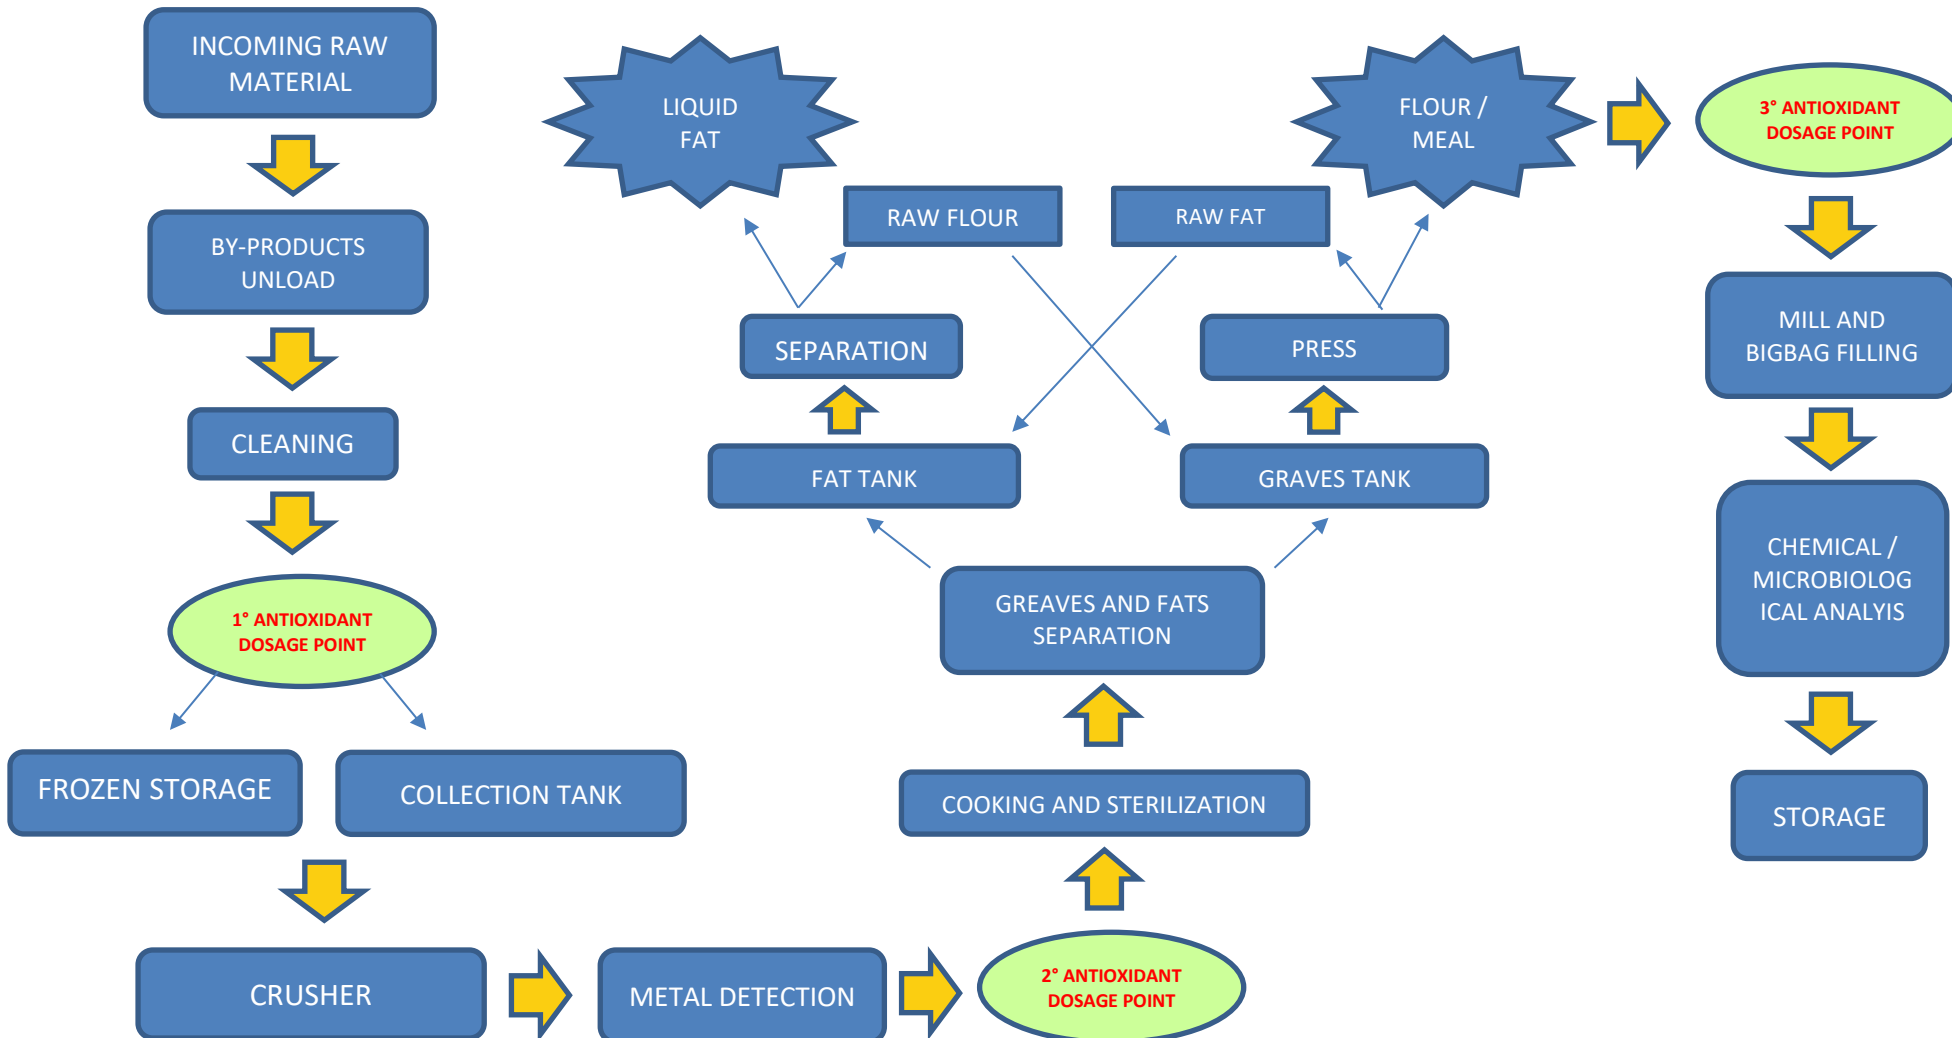 INCOMING RAW
MATERIAL
BY-PRODUCTS
UNLOAD
CLEANING
1° ANTIOXIDANT
DOSAGE POINT
FROZEN STORAGE
COLLECTION TANK
CRUSHER
METAL DETECTION
2° ANTIOXIDANT
DOSAGE POINT
COOKING AND STERILIZATION
GREAVES AND FATS
SEPARATION
FAT TANK
GRAVES TANK
SEPARATION
PRESS
RAW FLOUR
RAW FAT
LIQUID
FAT
FLOUR /
MEAL
3° ANTIOXIDANT
DOSAGE POINT
MILL AND
BIGBAG FILLING
CHEMICAL /
MICROBIOLOG
ICAL ANALYIS
STORAGE